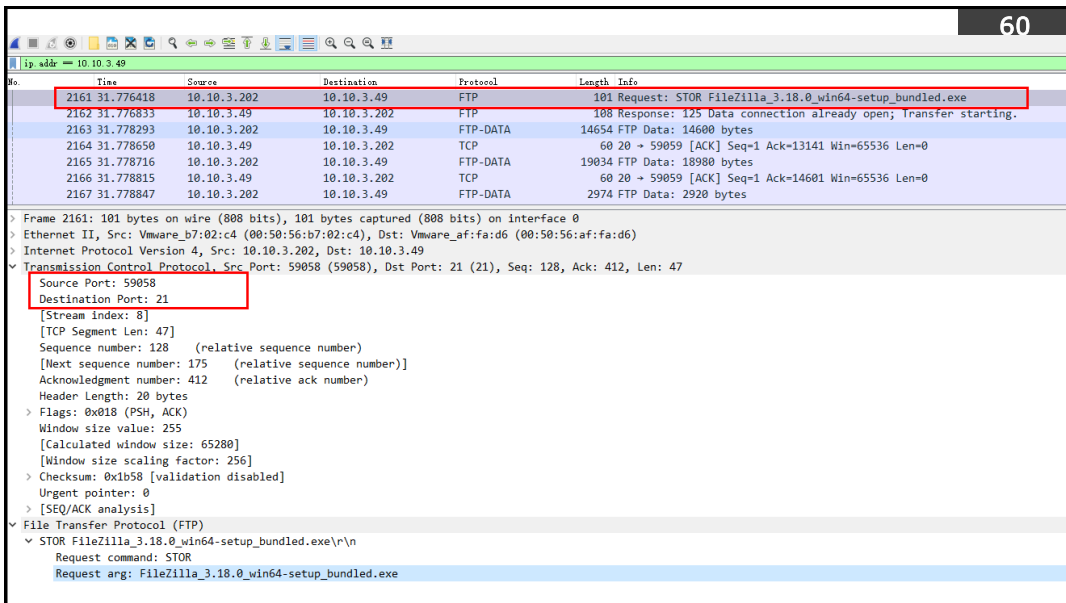 60
ip.addr == 10.10.3.49
No. Time Source Destination Protocol Length Info
2161 31.776418 10.10.3.202 10.10.3.49 FTP 101 Request: STOR FileZilla_3.18.0_win64-setup_bundled.exe
2162 31.776833 10.10.3.49 10.10.3.202 FTP 108 Response: 125 Data connection already open; Transfer starting.
2163 31.778293 10.10.3.202 10.10.3.49 FTP-DATA 14654 FTP Data: 14600 bytes
2164 31.778650 10.10.3.49 10.10.3.202 TCP 60 20 → 59059 [ACK] Seq=1 Ack=13141 Win=65536 Len=0
2165 31.778716 10.10.3.202 10.10.3.49 FTP-DATA 19034 FTP Data: 18980 bytes
2166 31.778815 10.10.3.49 10.10.3.202 TCP 60 20 → 59059 [ACK] Seq=1 Ack=14601 Win=65536 Len=0
2167 31.778847 10.10.3.202 10.10.3.49 FTP-DATA 2974 FTP Data: 2920 bytes
Frame 2161: 101 bytes on wire (808 bits), 101 bytes captured (808 bits) on interface 0
Ethernet II, Src: Vmware_b7:02:c4 (00:50:56:b7:02:c4), Dst: Vmware_af:fa:d6 (00:50:56:af:fa:d6)
Internet Protocol Version 4, Src: 10.10.3.202, Dst: 10.10.3.49
Transmission Control Protocol, Src Port: 59058 (59058), Dst Port: 21 (21), Seq: 128, Ack: 412, Len: 47
Source Port: 59058
Destination Port: 21
[Stream index: 8]
[TCP Segment Len: 47]
Sequence number: 128 (relative sequence number)
[Next sequence number: 175 (relative sequence number)]
Acknowledgment number: 412 (relative ack number)
Header Length: 20 bytes
Flags: 0x018 (PSH, ACK)
Window size value: 255
[Calculated window size: 65280]
[Window size scaling factor: 256]
Checksum: 0x1b58 [validation disabled]
Urgent pointer: 0
[SEQ/ACK analysis]
File Transfer Protocol (FTP)
STOR FileZilla_3.18.0_win64-setup_bundled.exe\r\n
Request command: STOR
Request arg: FileZilla_3.18.0_win64-setup_bundled.exe